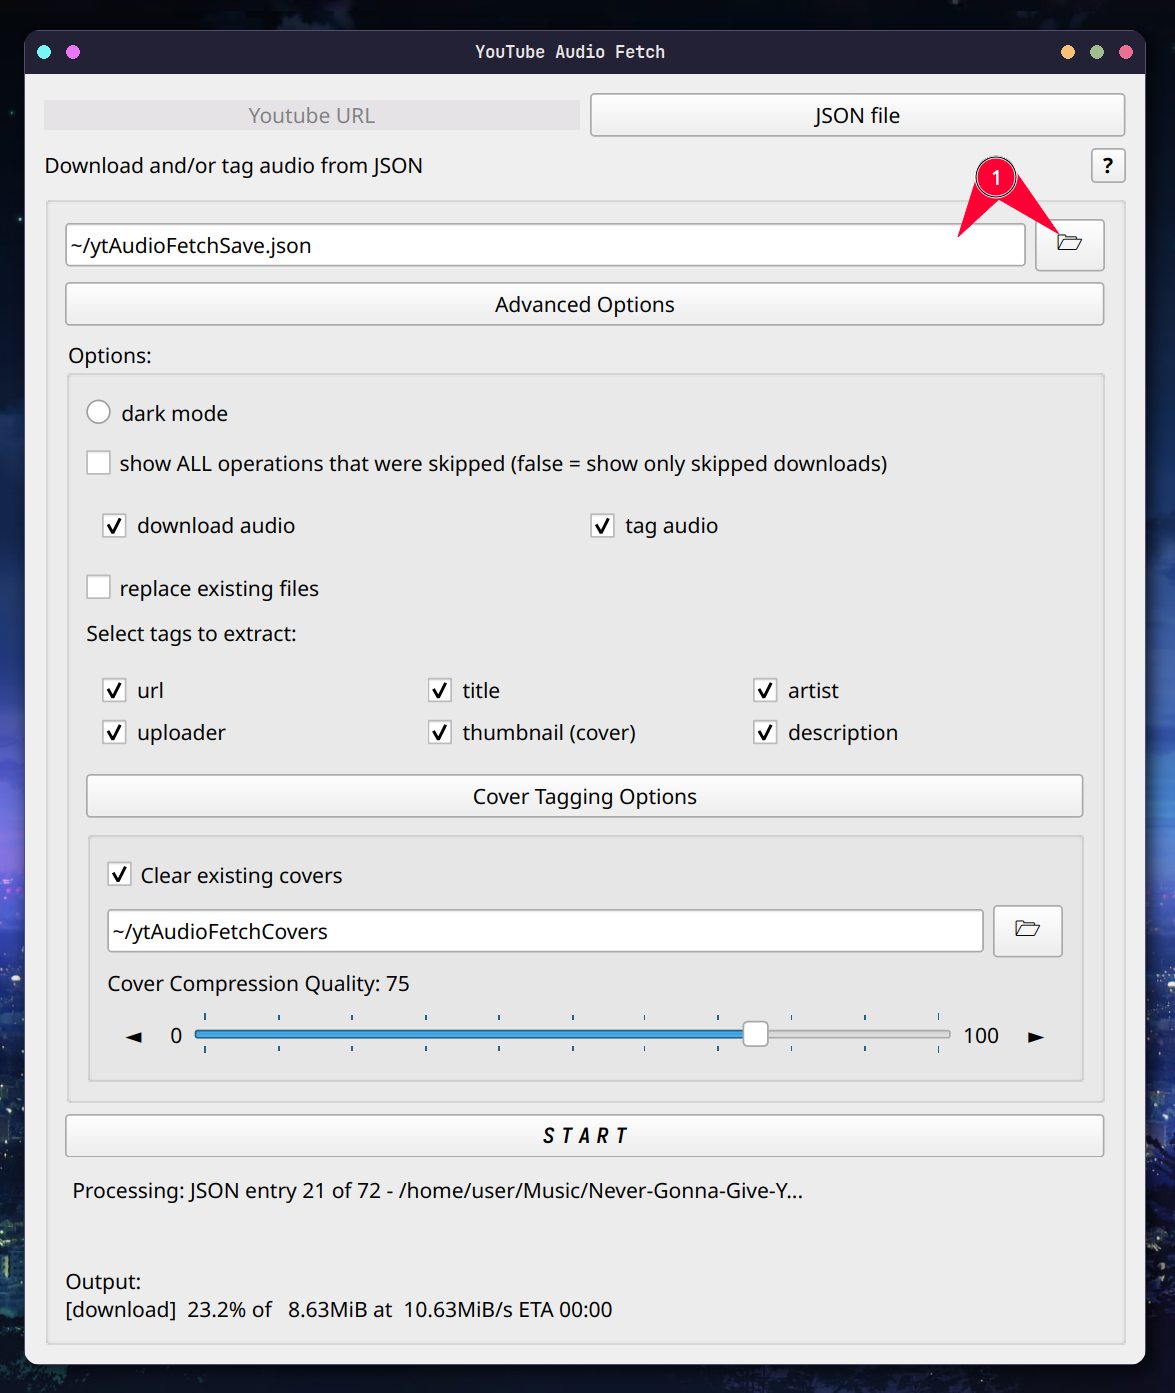 YouTube Audio Fetch
Youtube URL
JSON file
Download and/or tag audio from JSON
?
1
~/ytAudioFetchSave.json
Advanced Options
Options:
dark mode
show ALL operations that were skipped (false = show only skipped downloads)
download audio
tag audio
replace existing files
Select tags to extract:
url
title
artist
uploader
thumbnail (cover)
description
Cover Tagging Options
Clear existing covers
~/ytAudioFetchCovers
Cover Compression Quality: 75
0
100
START
Processing: JSON entry 21 of 72 - /home/user/Music/Never-Gonna-Give-Y...
Output:
[download]  23.2% of   8.63MiB at  10.63MiB/s ETA 00:00